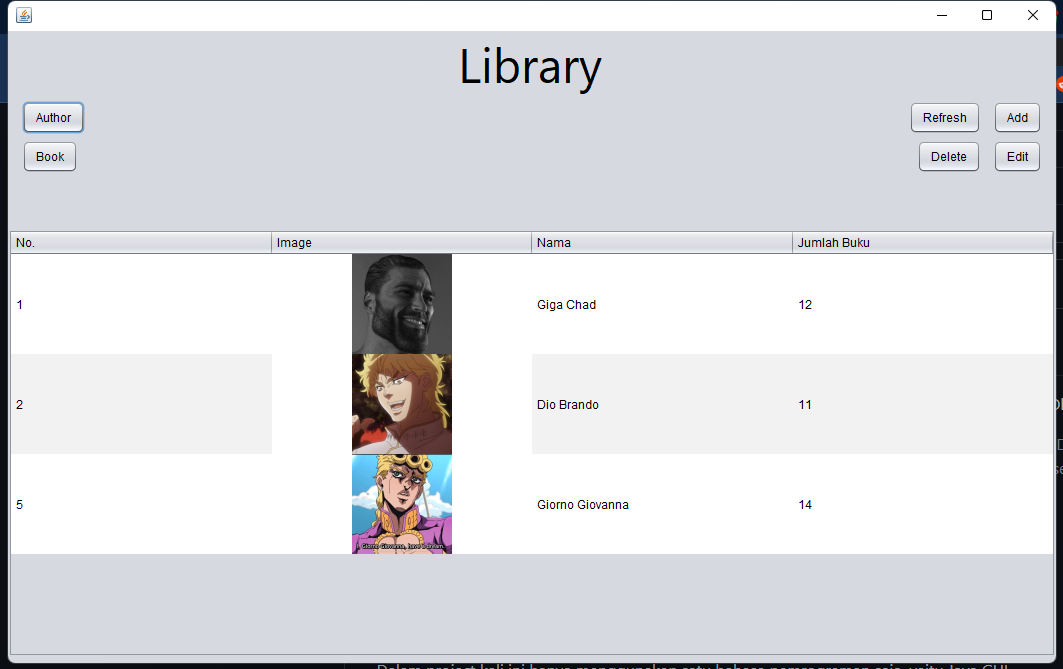 Library
Author Refresh Add
Book Delete Edit
No. Image Nama Jumlah Buku
1 Giga Chad 12
2 Dio Brando 11
5 Giorno Giovanna 14
I, Giorno Giovanna, have a dream.